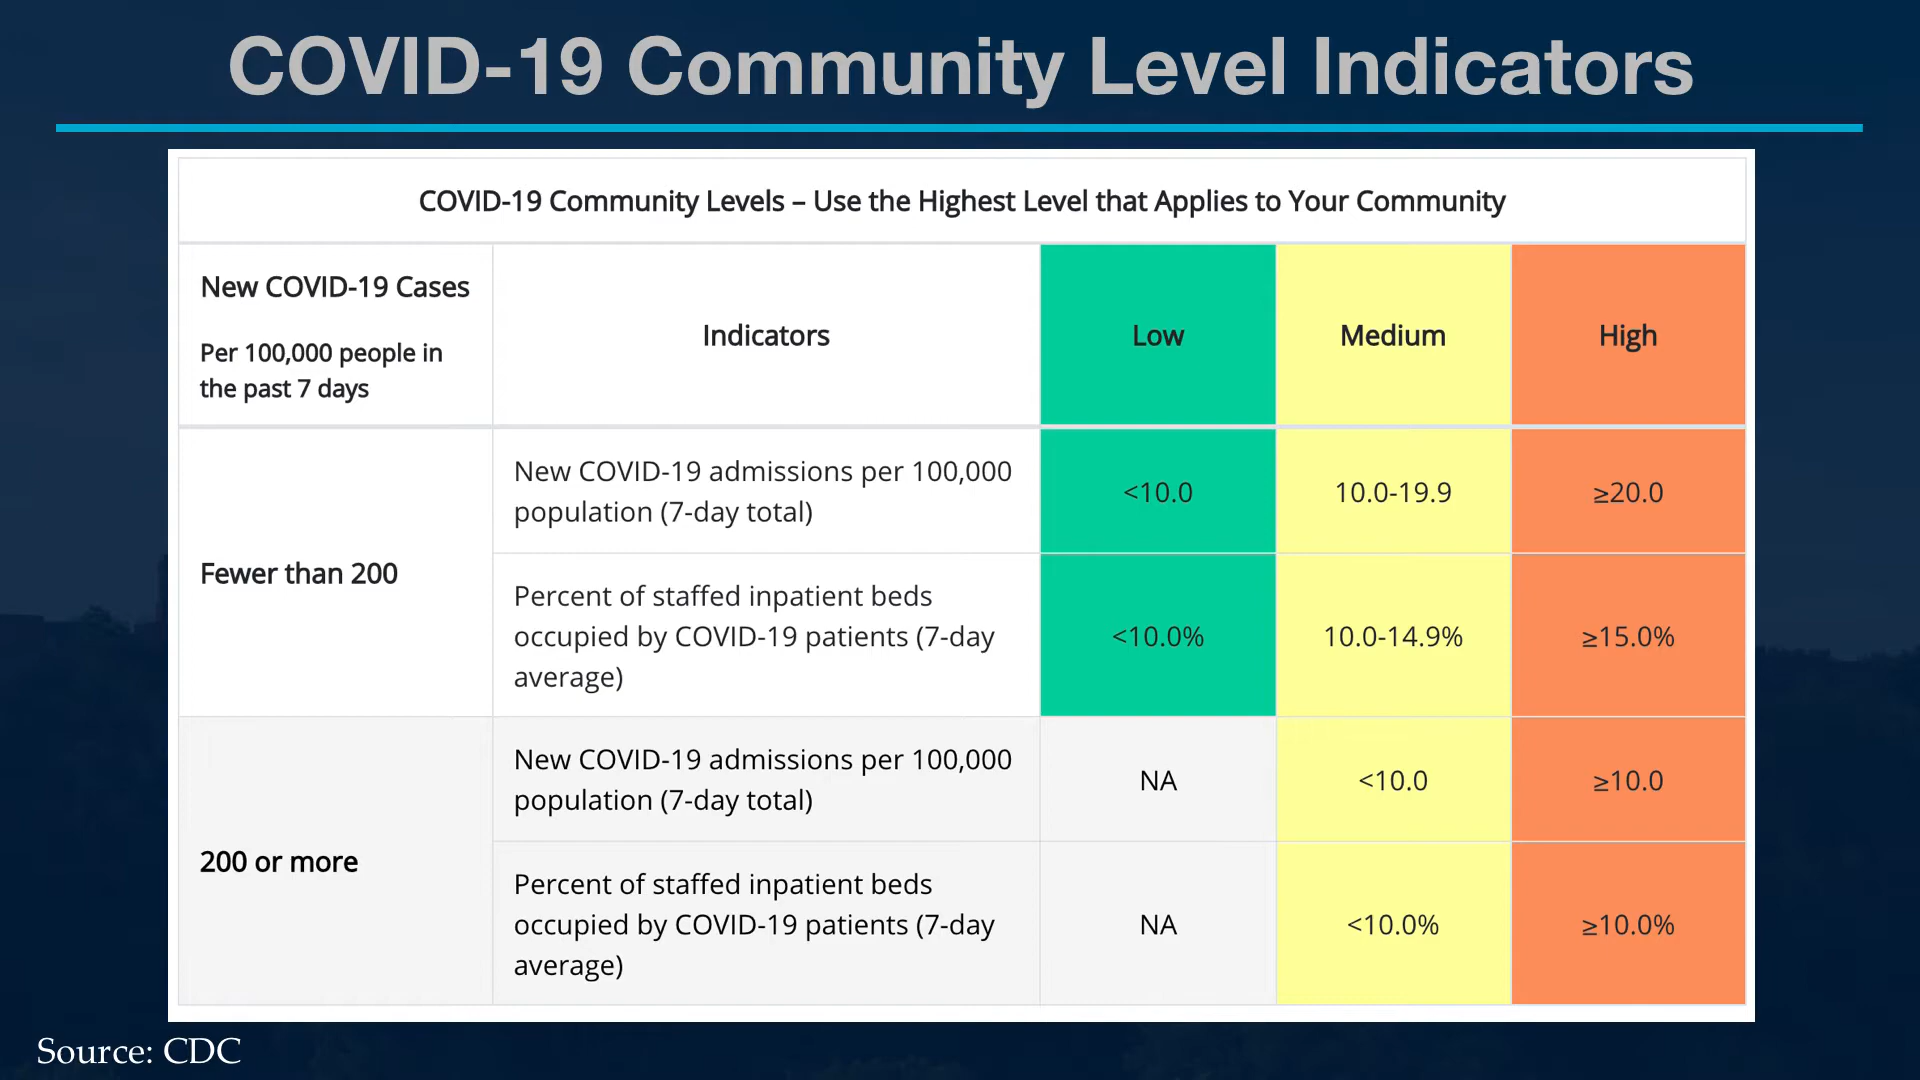 COVID-19 Community Level Indicators
COVID-19 Community Levels – Use the Highest Level that Applies to Your Community
New COVID-19 Cases
Per 100,000 people in
the past 7 days
Indicators
Low
Medium
High
Fewer than 200
New COVID-19 admissions per 100,000
population (7-day total)
<10.0
10.0-19.9
≥20.0
Percent of staffed inpatient beds
occupied by COVID-19 patients (7-day
average)
<10.0%
10.0-14.9%
≥15.0%
200 or more
New COVID-19 admissions per 100,000
population (7-day total)
NA
<10.0
≥10.0
Percent of staffed inpatient beds
occupied by COVID-19 patients (7-day
average)
NA
<10.0%
≥10.0%
Source: CDC